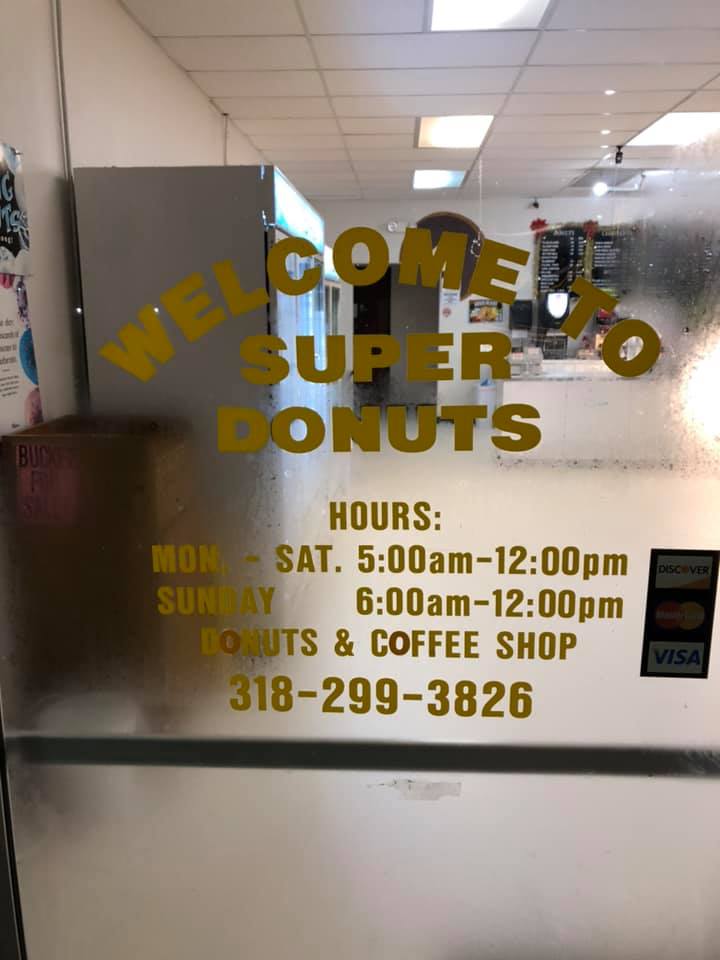 WELCOME TO
SUPER
DONUTS
HOURS:
MON. - SAT. 5:00am-12:00pm
SUNDAY 6:00am-12:00pm
DONUTS & COFFEE SHOP
318-299-3826
DISCOVER
MasterCard
VISA